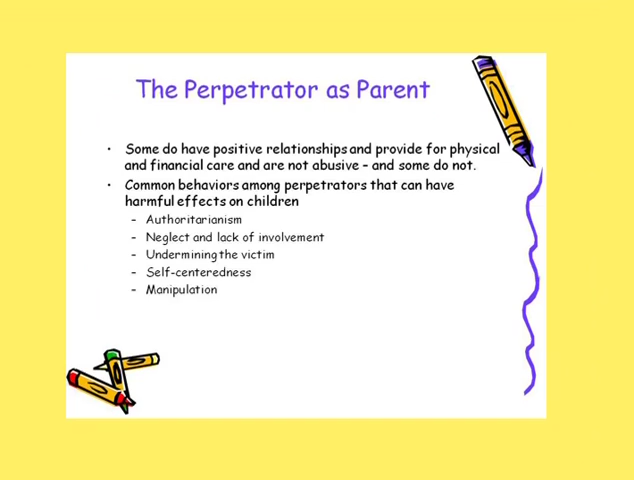 The Perpetrator as Parent
• Some do have positive relationships and provide for physical
and financial care and are not abusive – and some do not.
• Common behaviors among perpetrators that can have
harmful effects on children
– Authoritarianism
– Neglect and lack of involvement
– Undermining the victim
– Self-centeredness
– Manipulation